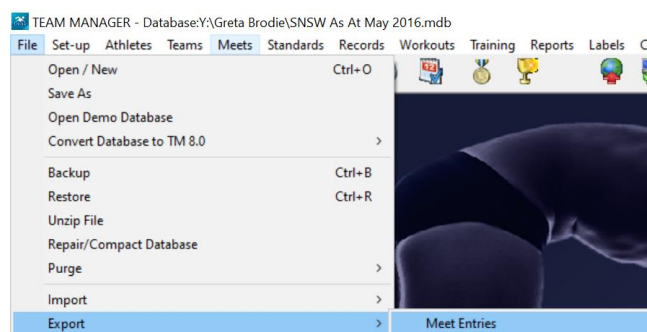 TEAM MANAGER - Database:Y:\Greta Brodie\SNSW As At May 2016.mdb
File Set-up Athletes Teams Meets Standards Records Workouts Training Reports Labels
Open / New Ctrl+O
Save As
Open Demo Database
Convert Database to TM 8.0 >
Backup Ctrl+B
Restore Ctrl+R
Unzip File
Repair/Compact Database
Purge >
Import >
Export > Meet Entries